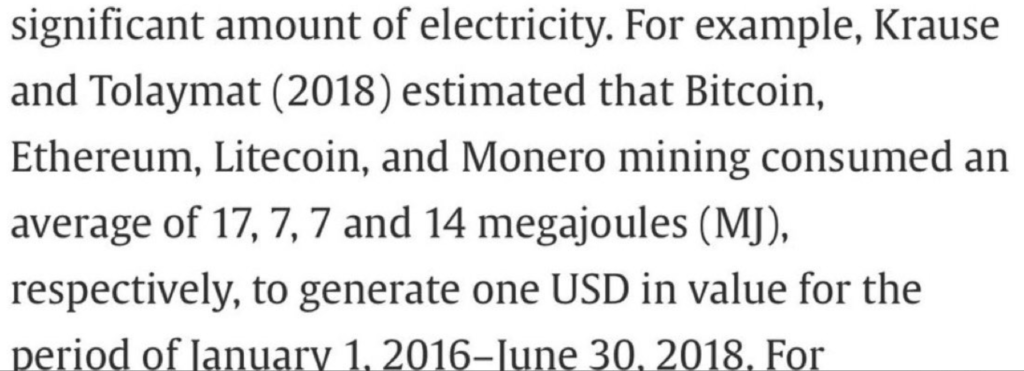 significant amount of electricity. For example, Krause
and Tolaymat (2018) estimated that Bitcoin,
Ethereum, Litecoin, and Monero mining consumed an
average of 17, 7, 7 and 14 megajoules (MJ),
respectively, to generate one USD in value for the
period of January 1, 2016–June 30, 2018. For